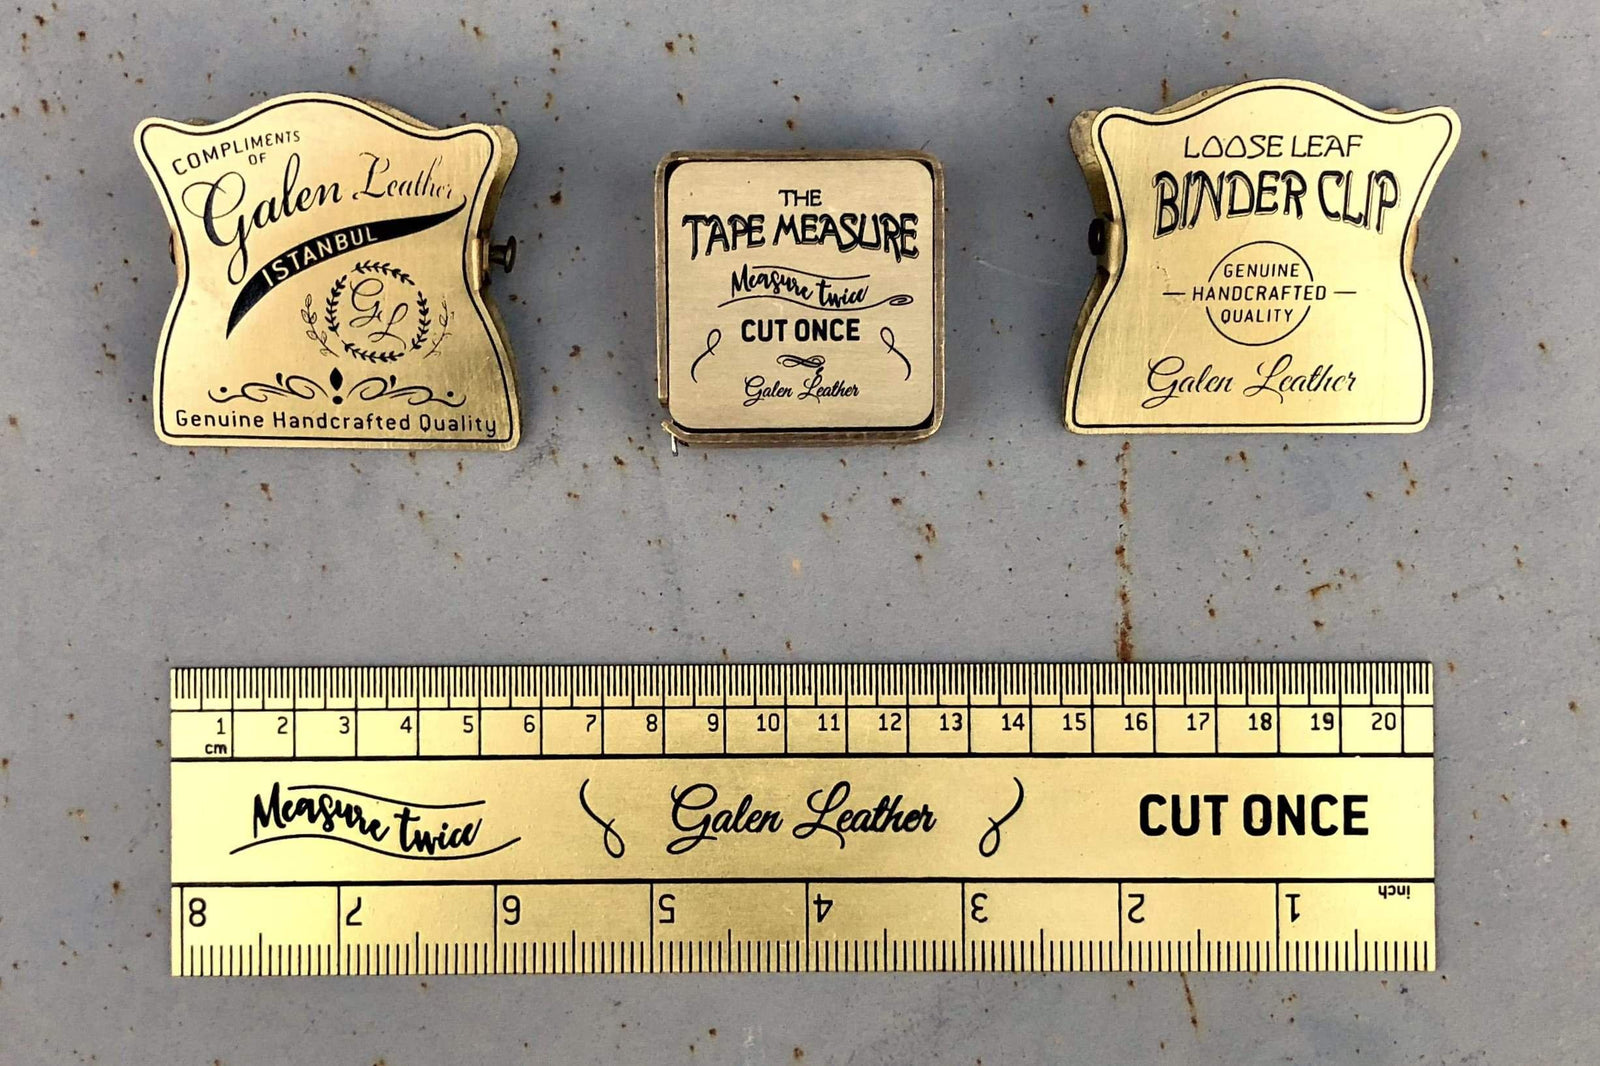 COMPLIMENTS
OF
Galen Leather
ISTANBUL
GL
Genuine Handcrafted Quality
THE
TAPE MEASURE
Measure twice
CUT ONCE
Galen Leather
LOOSE LEAF
BINDER CLIP
GENUINE
HANDCRAFTED
QUALITY
Galen Leather
1 2 3 4 5 6 7 8 9 10 11 12 13 14 15 16 17 18 19 20
cm
Measure twice Galen Leather CUT ONCE
8 7 6 5 4 3 2 1 inch